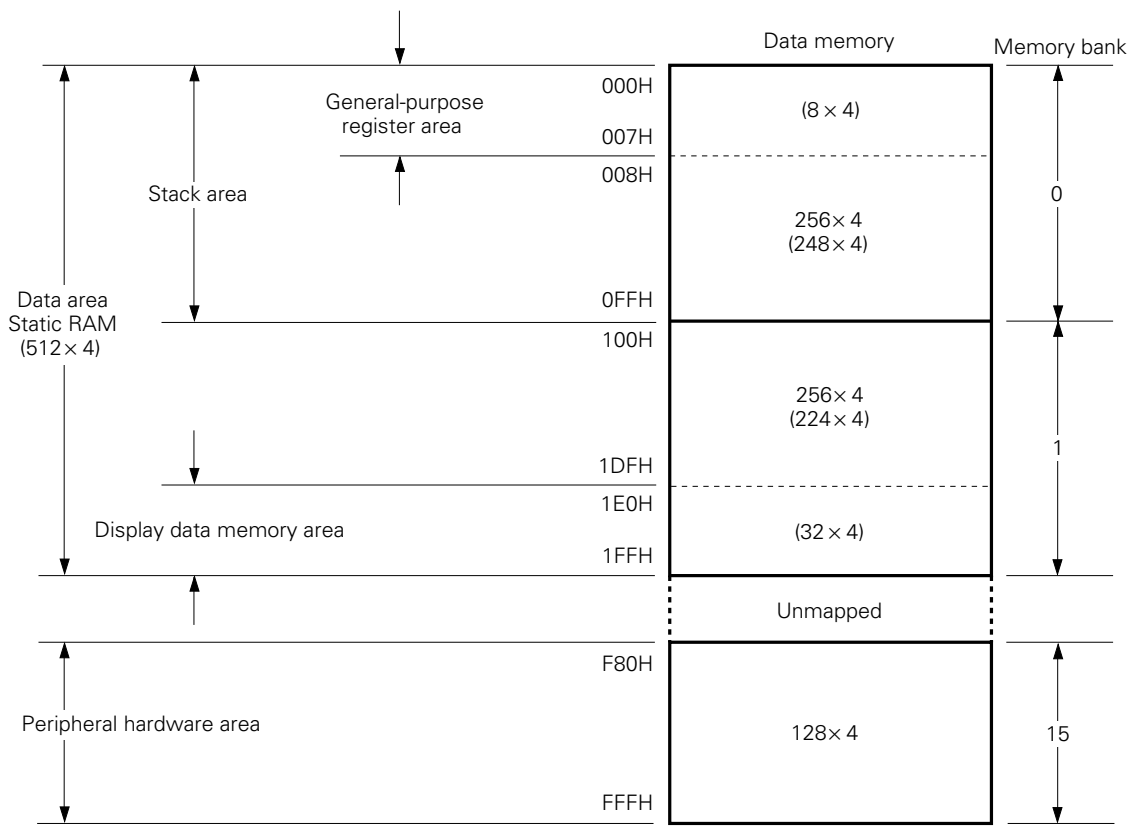 Data memory
Memory bank
000H
General-purpose
register area
(8 × 4)
007H
008H
Stack area
0
256× 4
(248× 4)
0FFH
Data area
Static RAM
(512× 4)
100H
256× 4
(224× 4)
1
1DFH
1E0H
Display data memory area
(32 × 4)
1FFH
Unmapped
F80H
Peripheral hardware area
128× 4
15
FFFH